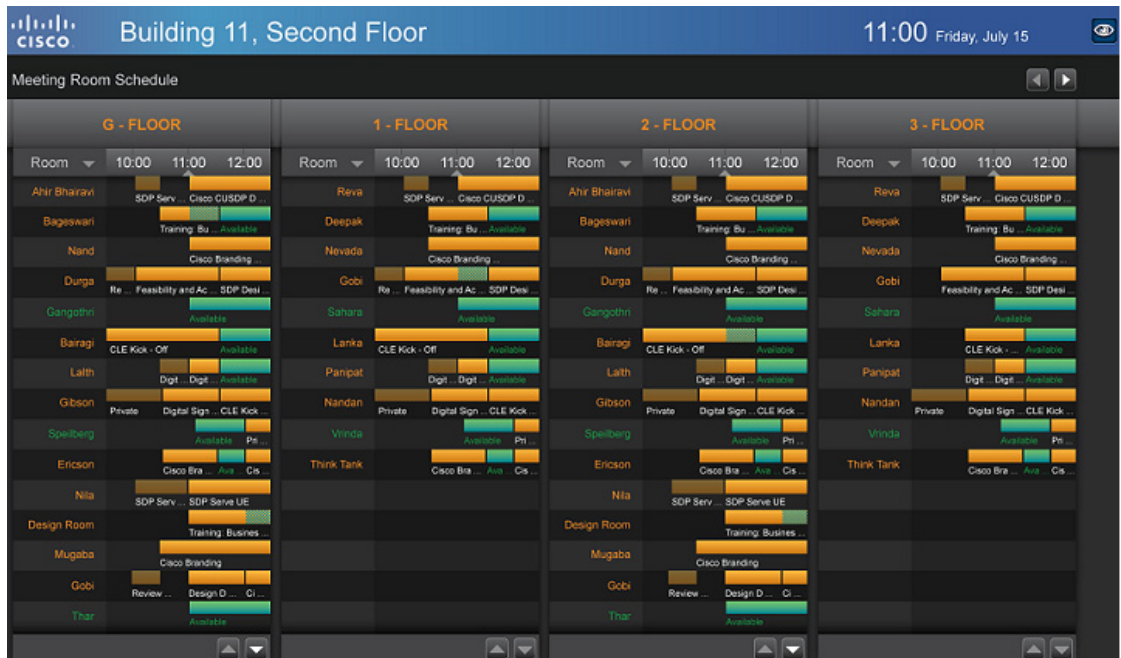 CISCO
Building 11, Second Floor
11:00 Friday, July 15
Meeting Room Schedule
G - FLOOR
Room 10:00 11:00 12:00
Ahir Bhairavi SDP Serv ... Cisco CUSDP D ...
Bageswari Training: Bu ... Available
Nand Cisco Branding ...
Durga Re ... Feasibility and Ac ... SDP Desi ...
Gangothri Available
Bairagi CLE Kick - Off Available
Lalth Digit ... Digit ... Available
Gibson Private Digital Sign ... CLE Kick ...
Speilberg Available Pri ...
Ericson Cisco Bra ... Ava ... Cis ...
Nila SDP Serv ... SDP Serve UE
Design Room Training: Busines ...
Mugaba Cisco Branding
Gobi Review ... Design D ... Ci ...
Thar Available
1 - FLOOR
Room 10:00 11:00 12:00
Reva SDP Serv ... Cisco CUSDP D ...
Deepak Training: Bu ... Available
Nevada Cisco Branding ...
Gobi Re ... Feasibility and Ac ... SDP Desi ...
Sahara Available
Lanka CLE Kick - Off Available
Panipat Digit ... Digit ... Available
Nandan Private Digital Sign ... CLE Kick ...
Vrinda Available Pri ...
Think Tank Cisco Bra ... Ava ... Cis ...
2 - FLOOR
Room 10:00 11:00 12:00
Ahir Bhairavi SDP Serv ... Cisco CUSDP D ...
Bageswari Training: Bu ... Available
Nand Cisco Branding ...
Durga Re ... Feasibility and Ac ... SDP Desi ...
Gangothri Available
Bairagi CLE Kick - Off Available
Lalth Digit ... Digit ... Available
Gibson Private Digital Sign ... CLE Kick ...
Speilberg Available Pri ...
Ericson Cisco Bra ... Ava ... Cis ...
Nila SDP Serv ... SDP Serve UE
Design Room Training: Busines ...
Mugaba Cisco Branding
Gobi Review ... Design D ... Ci ...
Thar Available
3 - FLOOR
Room 10:00 11:00 12:00
Reva SDP Serv ... Cisco CUSDP D ...
Deepak Training: Bu ... Available
Nevada Cisco Branding ...
Gobi Feasibility and Ac ... SDP Desi ...
Sahara Available
Lanka CLE Kick - ... Available
Panipat Digit ... Digit ... Available
Nandan Private Digital Sign ... CLE Kick ...
Vrinda Available Pri ...
Think Tank Cisco Bra ... Ava ... Cis ...